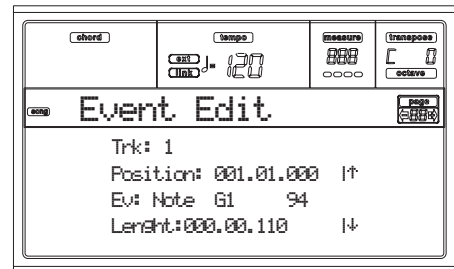 chord tempo measure transpose
ext ♩= 120 888 C 0
link octave
song Event Edit page
Trk: 1
Position: 001.01.000 |↑
Ev: Note G1 94
Lenght:000.00.110 |↓